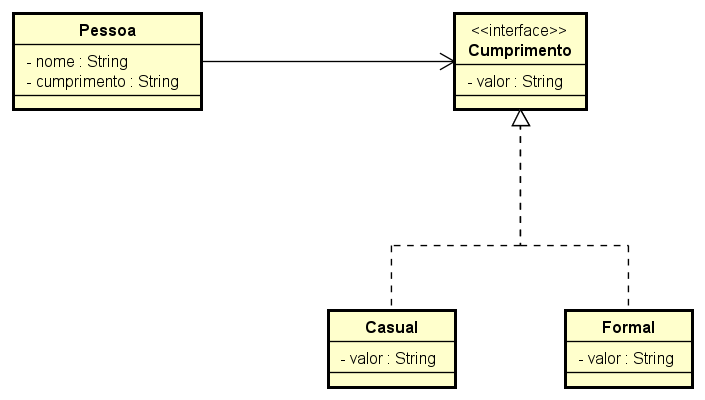 Pessoa
- nome : String
- cumprimento : String
<<interface>>
Cumprimento
- valor : String
Casual
- valor : String
Formal
- valor : String